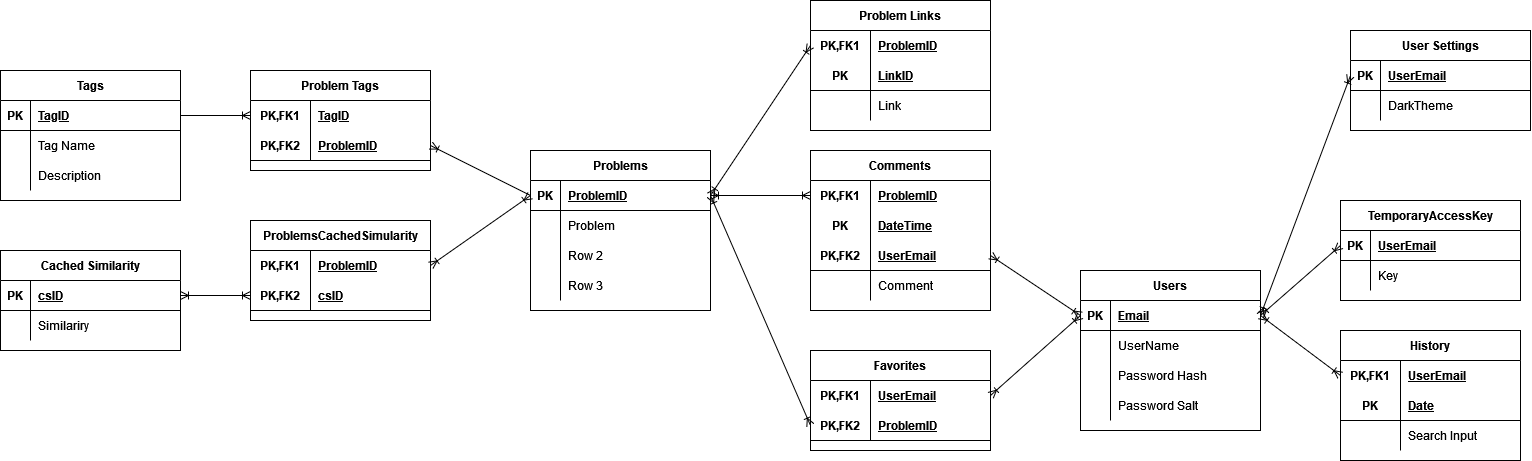 Tags
PK TagID
Tag Name
Description
Cached Similarity
PK csID
Similariry
Problem Tags
PK,FK1 TagID
PK,FK2 ProblemID
ProblemsCachedSimularity
PK,FK1 ProblemID
PK,FK2 csID
Problems
PK ProblemID
Problem
Row 2
Row 3
Problem Links
PK,FK1 ProblemID
PK LinkID
Link
Comments
PK,FK1 ProblemID
PK DateTime
PK,FK2 UserEmail
Comment
Favorites
PK,FK1 UserEmail
PK,FK2 ProblemID
Users
PK Email
UserName
Password Hash
Password Salt
User Settings
PK UserEmail
DarkTheme
TemporaryAccessKey
PK UserEmail
Key
History
PK,FK1 UserEmail
PK Date
Search Input